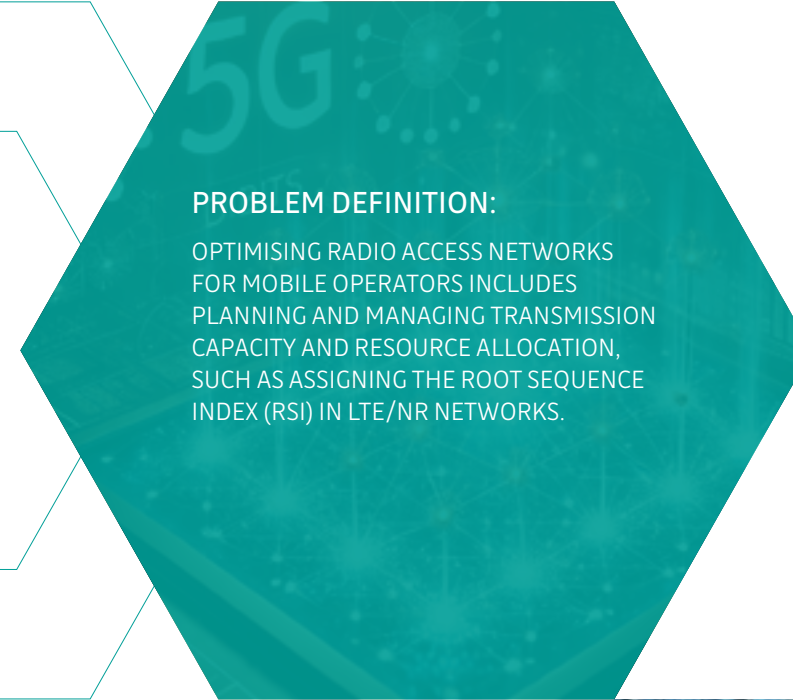 5G
PROBLEM DEFINITION:
OPTIMISING RADIO ACCESS NETWORKS
FOR MOBILE OPERATORS INCLUDES
PLANNING AND MANAGING TRANSMISSION
CAPACITY AND RESOURCE ALLOCATION,
SUCH AS ASSIGNING THE ROOT SEQUENCE
INDEX (RSI) IN LTE/NR NETWORKS.